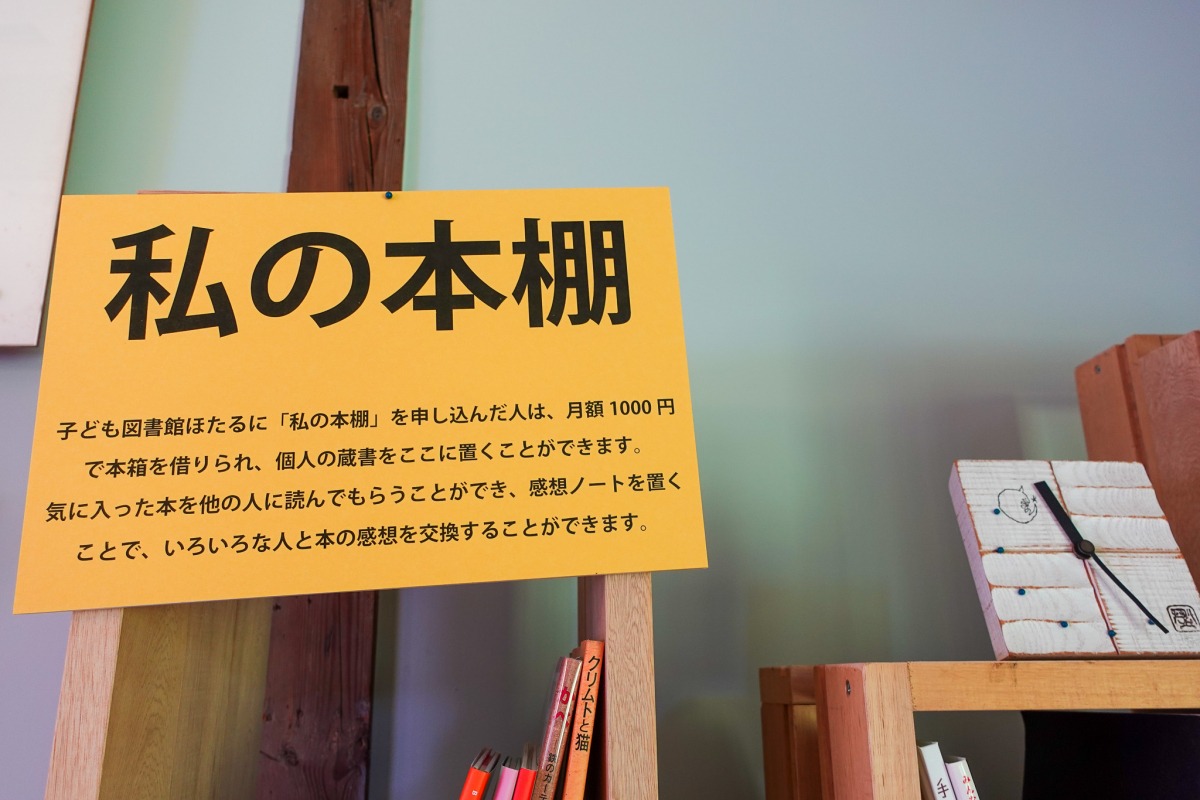 私の本棚
子ども図書館ほたるに「私の本棚」を申し込んだ人は、月額 1000 円
で本箱を借りられ、個人の蔵書をここに置くことができます。
気に入った本を他の人に読んでもらうことができ、感想ノートを置く
ことで、いろいろな人と本の感想を交換することができます。
クリムトと猫
鉄のカーテ
手